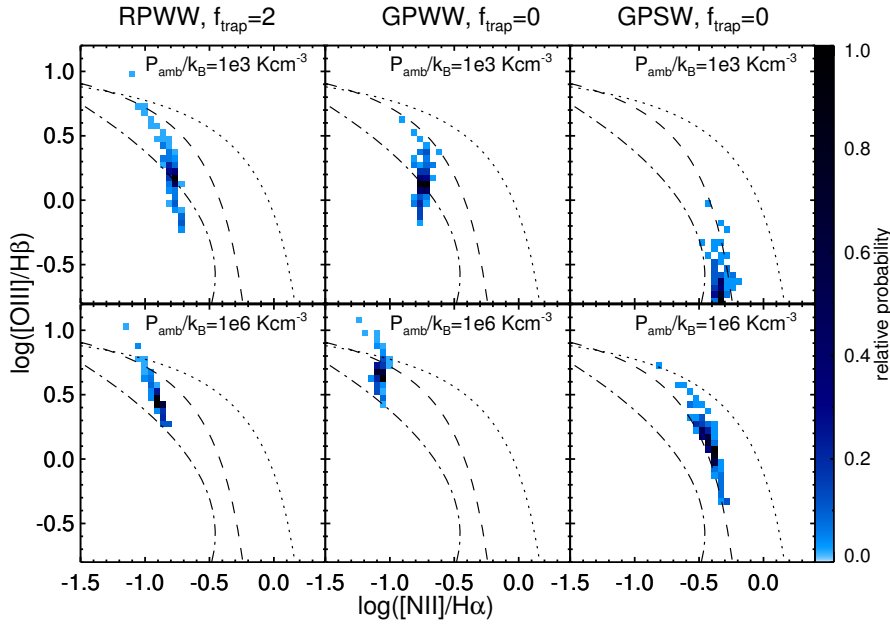 RPWW, f_trap=2 GPWW, f_trap=0 GPSW, f_trap=0
P_amb/k_B=1e3 Kcm⁻³ P_amb/k_B=1e3 Kcm⁻³ P_amb/k_B=1e3 Kcm⁻³
1.0
0.5
0.0
-0.5
P_amb/k_B=1e6 Kcm⁻³ P_amb/k_B=1e6 Kcm⁻³ P_amb/k_B=1e6 Kcm⁻³
1.0
0.5
0.0
-0.5
log([OIII]/Hβ)
-1.5 -1.0 -0.5 0.0 -1.5 -1.0 -0.5 0.0 -1.5 -1.0 -0.5 0.0
log([NII]/Hα)
1.0
0.8
0.6
0.4
0.2
0.0
relative probability